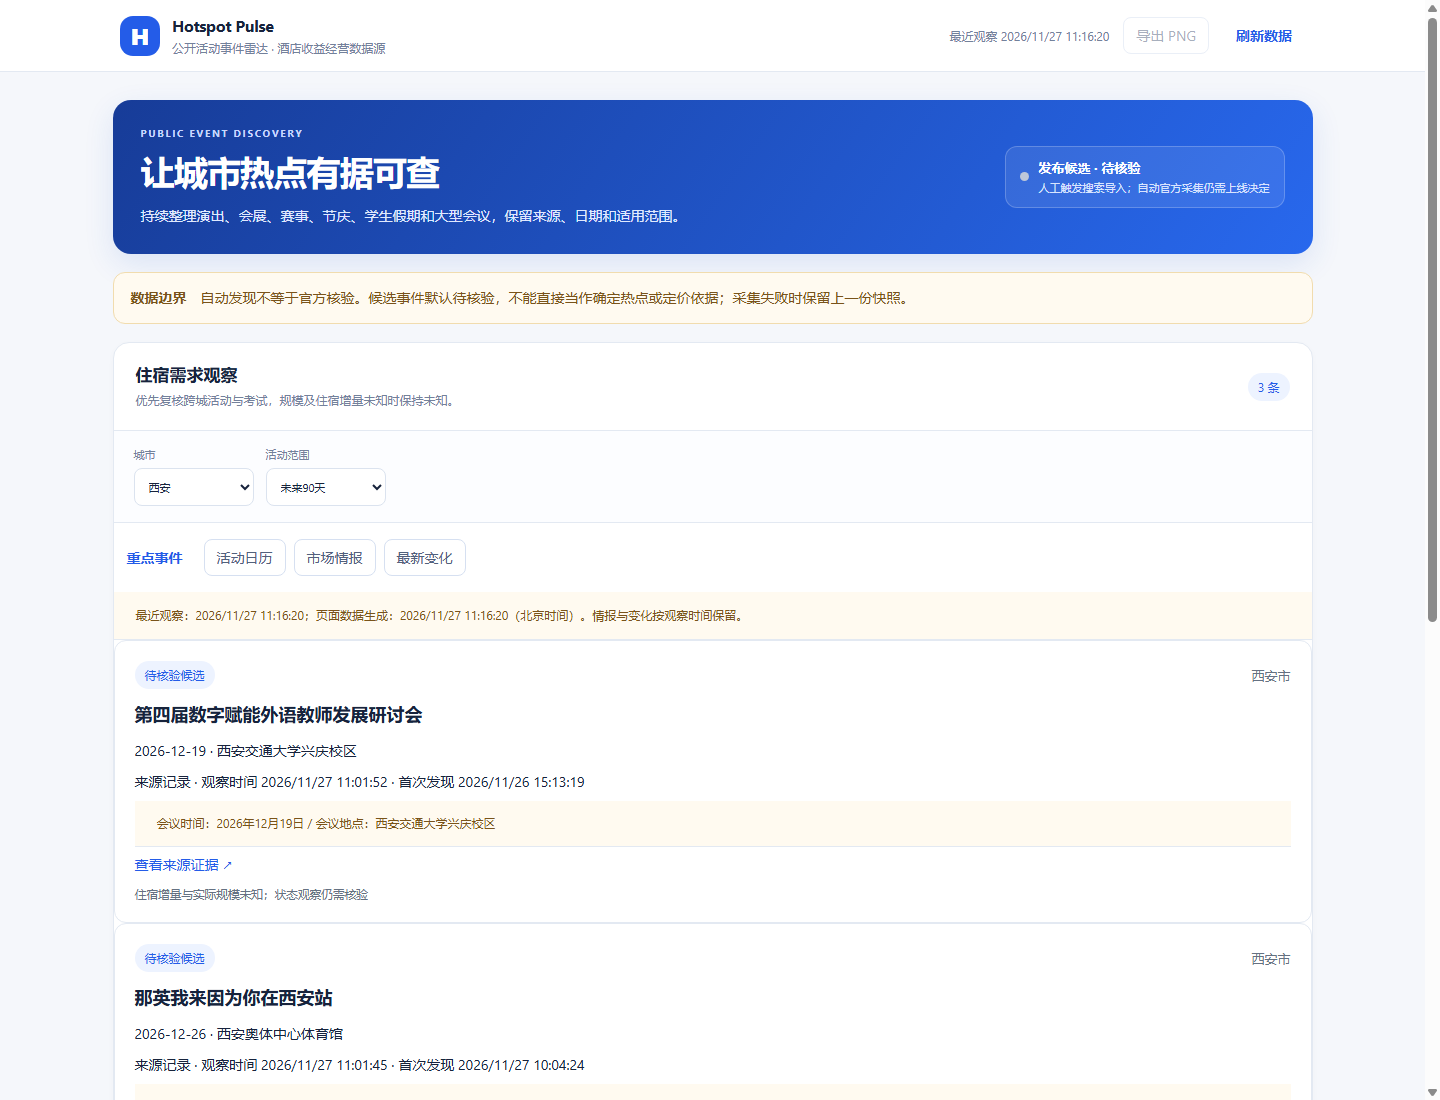 H
Hotspot Pulse
公开活动事件雷达 · 酒店收益经营数据源
最近观察 2026/11/27 11:16:20
导出 PNG
刷新数据
PUBLIC EVENT DISCOVERY
让城市热点有据可查
持续整理演出、会展、赛事、节庆、学生假期和大型会议，保留来源、日期和适用范围。
发布候选 · 待核验
人工触发搜索导入；自动官方采集仍需上线决定
数据边界 自动发现不等于官方核验。候选事件默认待核验，不能直接当作确定热点或定价依据；采集失败时保留上一份快照。
住宿需求观察
优先复核跨城活动与考试，规模及住宿增量未知时保持未知。
3 条
城市
活动范围
西安
未来90天
重点事件
活动日历
市场情报
最新变化
最近观察：2026/11/27 11:16:20；页面数据生成：2026/11/27 11:16:20（北京时间）。情报与变化按观察时间保留。
待核验候选
西安市
第四届数字赋能外语教师发展研讨会
2026-12-19 · 西安交通大学兴庆校区
来源记录 · 观察时间 2026/11/27 11:01:52 · 首次发现 2026/11/26 15:13:19
会议时间：2026年12月19日 / 会议地点：西安交通大学兴庆校区
查看来源证据 ↗
住宿增量与实际规模未知；状态观察仍需核验
待核验候选
西安市
那英我来因为你在西安站
2026-12-26 · 西安奥体中心体育馆
来源记录 · 观察时间 2026/11/27 11:01:45 · 首次发现 2026/11/27 10:04:24